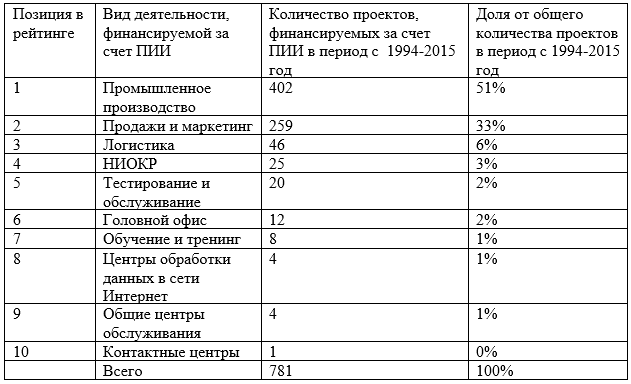 Позиция в
рейтинге
Вид деятельности,
финансируемой за
счет ПИИ
Количество проектов,
финансируемых за счет
ПИИ в период с 1994-2015
год
Доля от общего
количества проектов
в период с 1994-2015
год
1
Промышленное
производство
402
51%
2
Продажи и маркетинг
259
33%
3
Логистика
46
6%
4
НИОКР
25
3%
5
Тестирование и
обслуживание
20
2%
6
Головной офис
12
2%
7
Обучение и тренинг
8
1%
8
Центры обработки
данных в сети
Интернет
4
1%
9
Общие центры
обслуживания
4
1%
10
Контактные центры
1
0%
Всего
781
100%